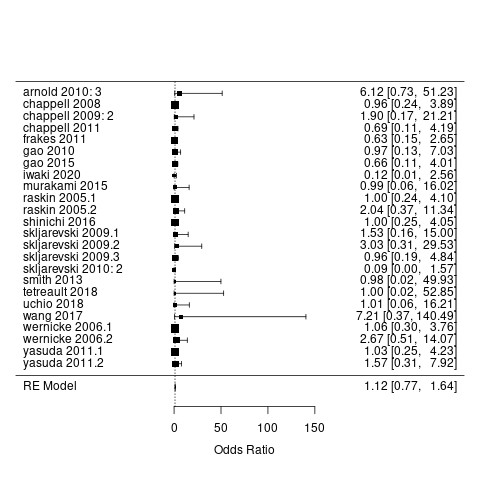 arnold 2010: 3 6.12 [0.73, 51.23]
chappell 2008 0.96 [0.24, 3.89]
chappell 2009: 2 1.90 [0.17, 21.21]
chappell 2011 0.69 [0.11, 4.19]
frakes 2011 0.63 [0.15, 2.65]
gao 2010 0.97 [0.13, 7.03]
gao 2015 0.66 [0.11, 4.01]
iwaki 2020 0.12 [0.01, 2.56]
murakami 2015 0.99 [0.06, 16.02]
raskin 2005.1 1.00 [0.24, 4.10]
raskin 2005.2 2.04 [0.37, 11.34]
shinichi 2016 1.00 [0.25, 4.05]
skljarevski 2009.1 1.53 [0.16, 15.00]
skljarevski 2009.2 3.03 [0.31, 29.53]
skljarevski 2009.3 0.96 [0.19, 4.84]
skljarevski 2010: 2 0.09 [0.00, 1.57]
smith 2013 0.98 [0.02, 49.93]
tetreault 2018 1.00 [0.02, 52.85]
uchio 2018 1.01 [0.06, 16.21]
wang 2017 7.21 [0.37, 140.49]
wernicke 2006.1 1.06 [0.30, 3.76]
wernicke 2006.2 2.67 [0.51, 14.07]
yasuda 2011.1 1.03 [0.25, 4.23]
yasuda 2011.2 1.57 [0.31, 7.92]
RE Model 1.12 [0.77, 1.64]
0 50 100 150
Odds Ratio